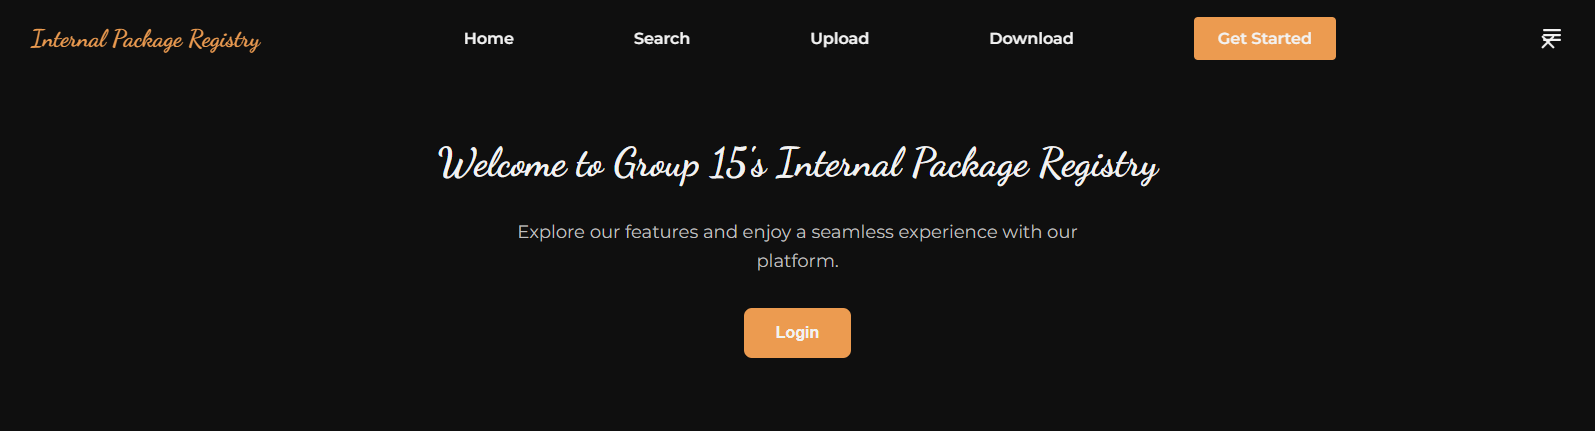 Internal Package Registry
Home
Search
Upload
Download
Get Started
Welcome to Group 15's Internal Package Registry
Explore our features and enjoy a seamless experience with our
platform.
Login